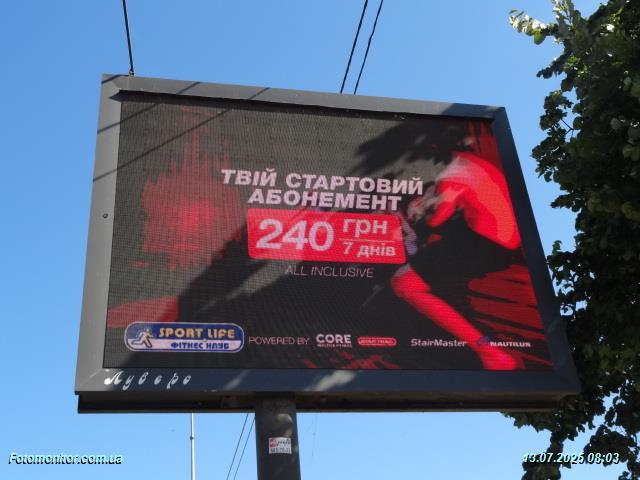 ТВІЙ СТАРТОВИЙ
АБОНЕМЕНТ
240 грн
7 днів
ALL INCLUSIVE
SPORT LIFE
ФІТНЕС КЛУБ
POWERED BY
CORE
StairMaster
NAUTILUS
Лувера
Fotomonitor.com.ua
13.07.2025 08:03